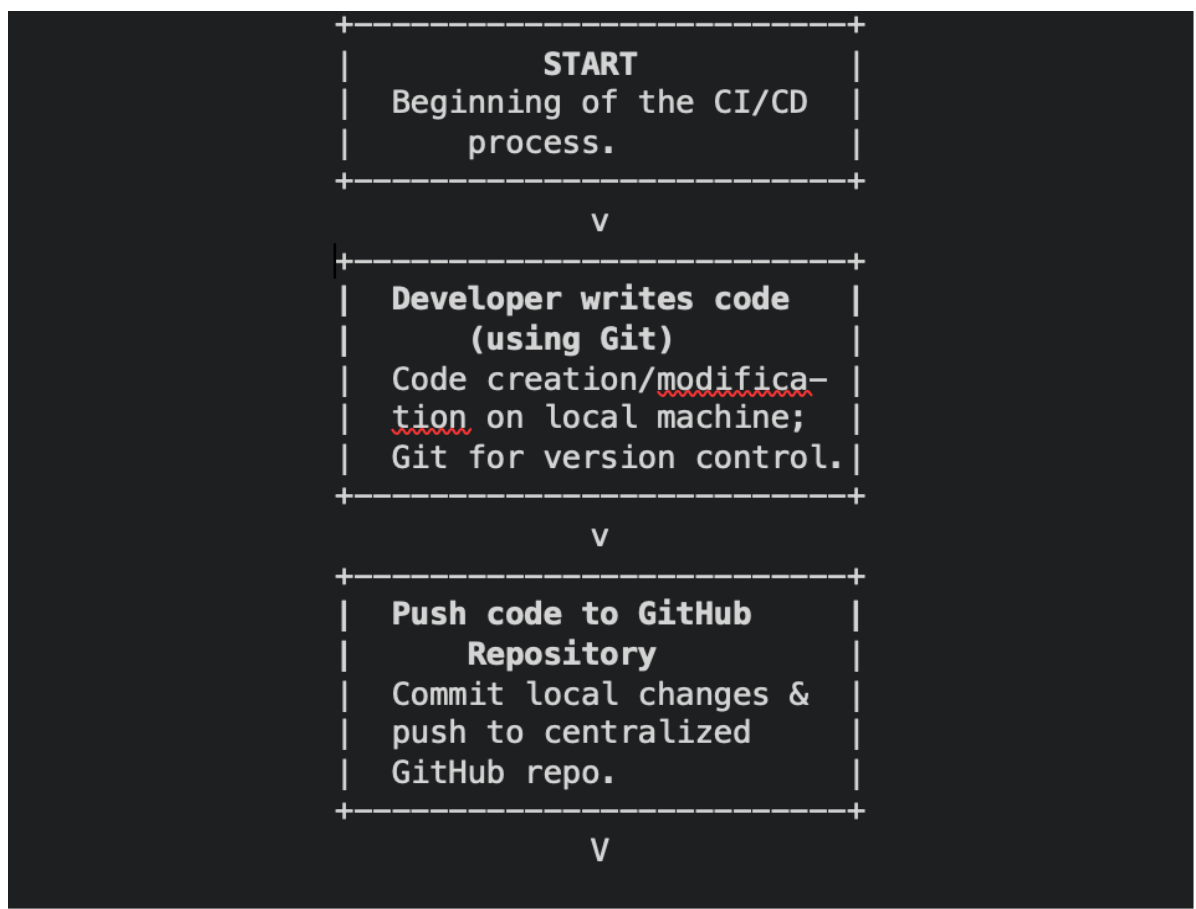 +--------------------------+
|          START           |
|  Beginning of the CI/CD  |
|      process.            |
+--------------------------+
v
+--------------------------+
|  Developer writes code   |
|      (using Git)         |
|  Code creation/modifica- |
|  tion on local machine;  |
|  Git for version control.|
+--------------------------+
v
+--------------------------+
|  Push code to GitHub     |
|      Repository          |
|  Commit local changes &  |
|  push to centralized     |
|  GitHub repo.            |
+--------------------------+
V